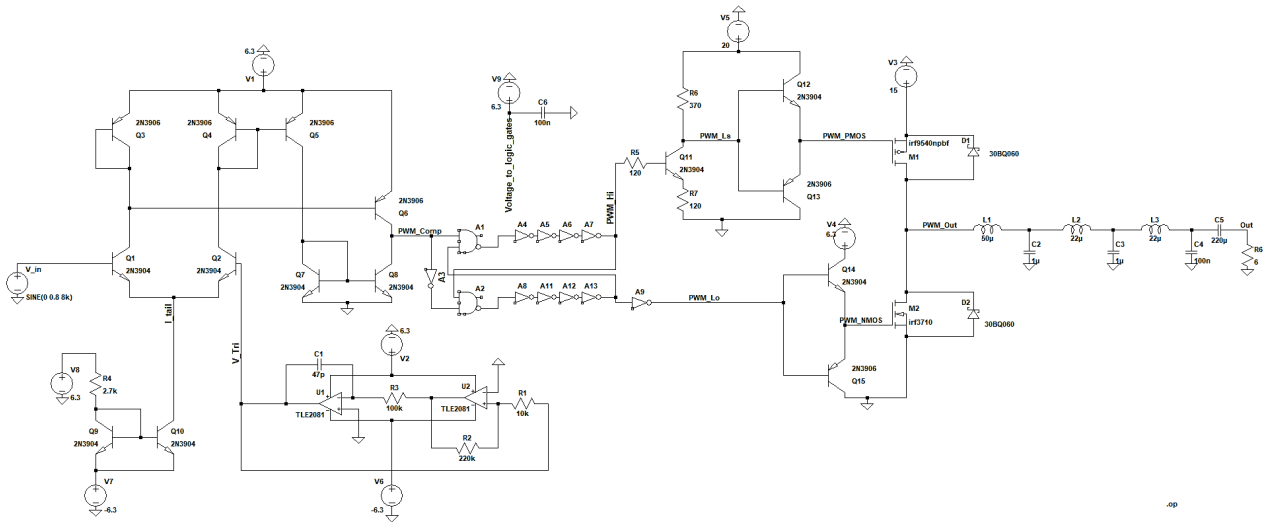 6.3
V1
2N3906
Q3
2N3906
Q4
2N3906
Q5
2N3906
Q6
Q1
2N3904
Q2
2N3904
V_in
SINE(0 0.8 8k)
I_tail
Q7
2N3904
Q8
2N3904
V8
6.3
R4
2.7k
Q9
2N3904
Q10
2N3904
V7
-6.3
V_Tri
C1
47p
U1
TLE2081
6.3
V2
R3
100k
U2
TLE2081
R1
10k
R2
220k
V6
-6.3
PWM_Comp
A1
A3
A2
A4
A5
A6
A7
A8
A11
A12
A13
A9
V9
6.3
C6
100n
Voltage_to_logic_gates
PWM_Hi
PWM_Lo
R5
120
V5
20
R6
370
PWM_Ls
Q11
2N3904
R7
120
Q12
2N3904
2N3906
Q13
PWM_PMOS
V3
15
irf9540npbf
M1
D1
30BQ060
V4
6.3
Q14
2N3904
2N3906
Q15
PWM_NMOS
M2
irf3710
D2
30BQ060
PWM_Out
L1
50µ
C2
1µ
L2
22µ
C3
1µ
L3
22µ
C4
100n
C5
220µ
Out
R6
6
.op